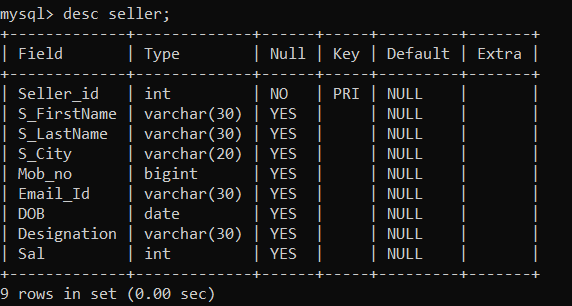 mysql> desc seller;
+-------------+-------------+------+-----+---------+-------+
| Field       | Type        | Null | Key | Default | Extra |
+-------------+-------------+------+-----+---------+-------+
| Seller_id   | int         | NO   | PRI | NULL    |       |
| S_FirstName | varchar(30) | YES  |     | NULL    |       |
| S_LastName  | varchar(30) | YES  |     | NULL    |       |
| S_City      | varchar(20) | YES  |     | NULL    |       |
| Mob_no      | bigint      | YES  |     | NULL    |       |
| Email_Id    | varchar(30) | YES  |     | NULL    |       |
| DOB         | date        | YES  |     | NULL    |       |
| Designation | varchar(30) | YES  |     | NULL    |       |
| Sal         | int         | YES  |     | NULL    |       |
+-------------+-------------+------+-----+---------+-------+
9 rows in set (0.00 sec)